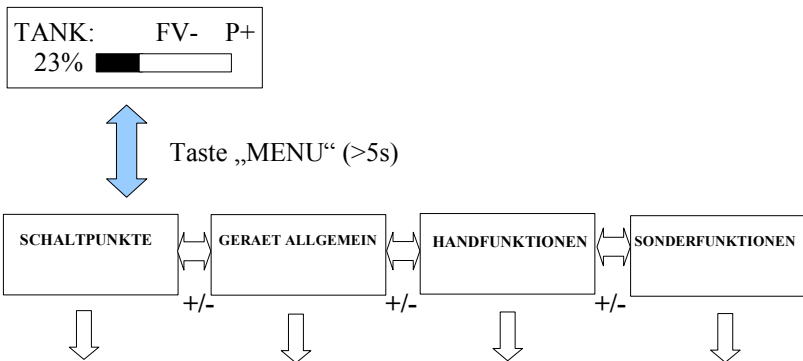 TANK: FV- P+
23%
Taste „MENU“ (>5s)
SCHALTPUNKTE GERAET ALLGEMEIN HANDFUNKTIONEN SONDERFUNKTIONEN
+/- +/- +/-